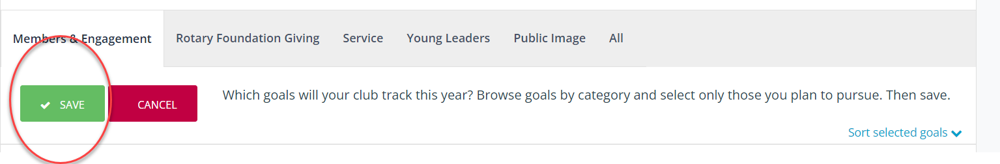 Members & Engagement Rotary Foundation Giving Service Young Leaders Public Image All
SAVE CANCEL Which goals will your club track this year? Browse goals by category and select only those you plan to pursue. Then save.
Sort selected goals